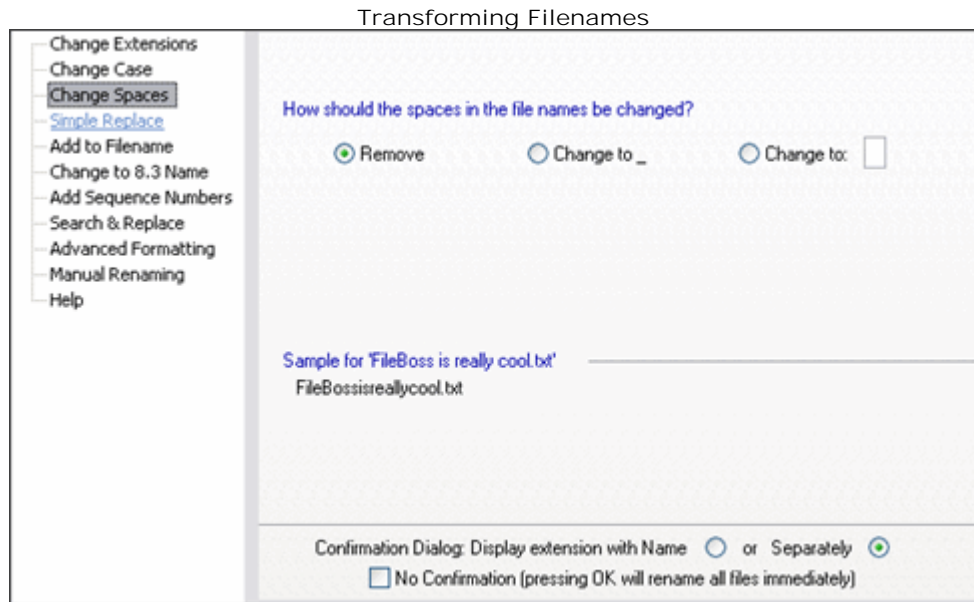 Transforming Filenames
Change Extensions
Change Case
Change Spaces
Simple Replace
Add to Filename
Change to 8.3 Name
Add Sequence Numbers
Search & Replace
Advanced Formatting
Manual Renaming
Help
How should the spaces in the file names be changed?
Remove Change to _ Change to:
Sample for 'FileBoss is really cool.txt'
FileBossisreallycool.txt
Confirmation Dialog: Display extension with Name or Separately
No Confirmation (pressing OK will rename all files immediately)